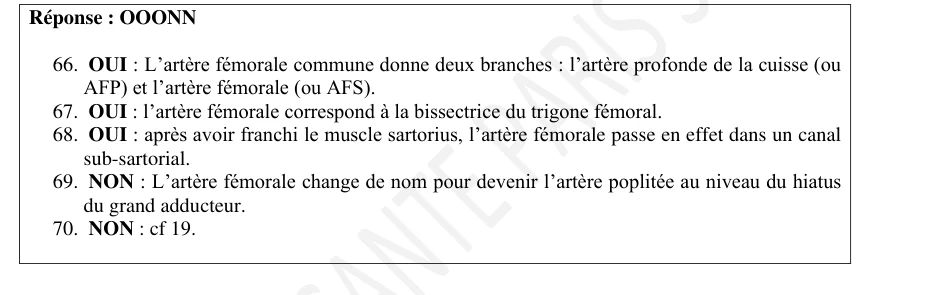 Réponse : OOONN
66. OUI : L’artère fémorale commune donne deux branches : l’artère profonde de la cuisse (ou
AFP) et l’artère fémorale (ou AFS).
67. OUI : l’artère fémorale correspond à la bissectrice du trigone fémoral.
68. OUI : après avoir franchi le muscle sartorius, l’artère fémorale passe en effet dans un canal
sub-sartorial.
69. NON : L’artère fémorale change de nom pour devenir l’artère poplitée au niveau du hiatus
du grand adducteur.
70. NON : cf 19.
SANTE PARIS